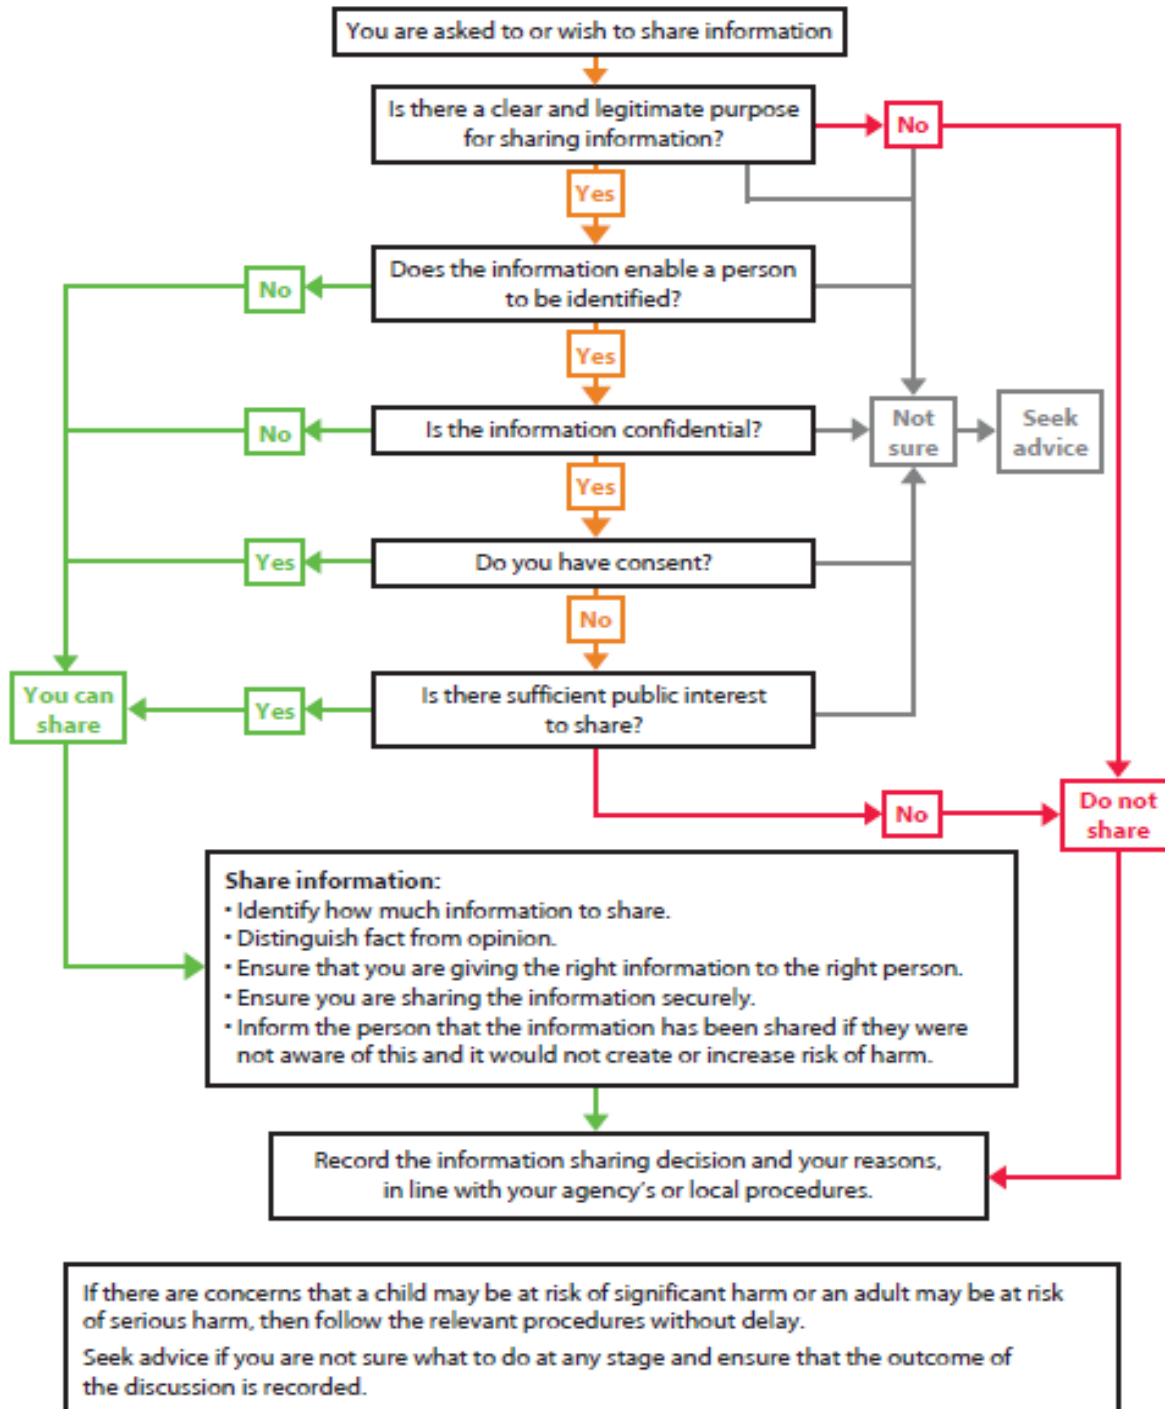 You are asked to or wish to share information
Is there a clear and legitimate purpose
for sharing information?
No
Yes
Does the information enable a person
to be identified?
No
Yes
Is the information confidential?
No
Not
sure
Seek
advice
Yes
Do you have consent?
Yes
No
Is there sufficient public interest
to share?
Yes
You can
share
No
Do not
share
Share information:
• Identify how much information to share.
• Distinguish fact from opinion.
• Ensure that you are giving the right information to the right person.
• Ensure you are sharing the information securely.
• Inform the person that the information has been shared if they were
not aware of this and it would not create or increase risk of harm.
Record the information sharing decision and your reasons,
in line with your agency's or local procedures.
If there are concerns that a child may be at risk of significant harm or an adult may be at risk
of serious harm, then follow the relevant procedures without delay.
Seek advice if you are not sure what to do at any stage and ensure that the outcome of
the discussion is recorded.